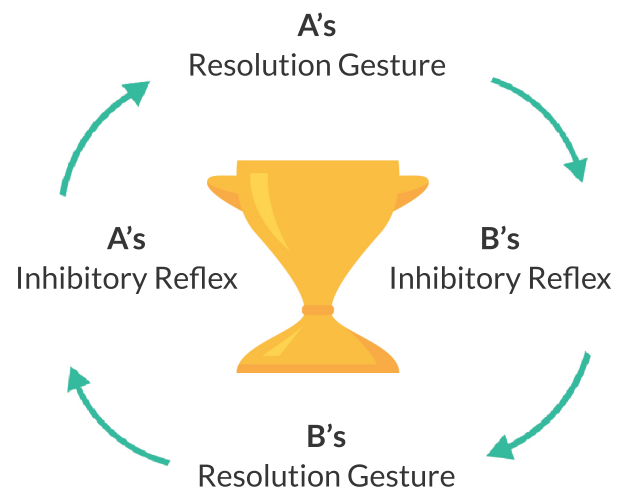 A’s
Resolution Gesture
A’s
Inhibitory Reflex
B’s
Inhibitory Reflex
B’s
Resolution Gesture